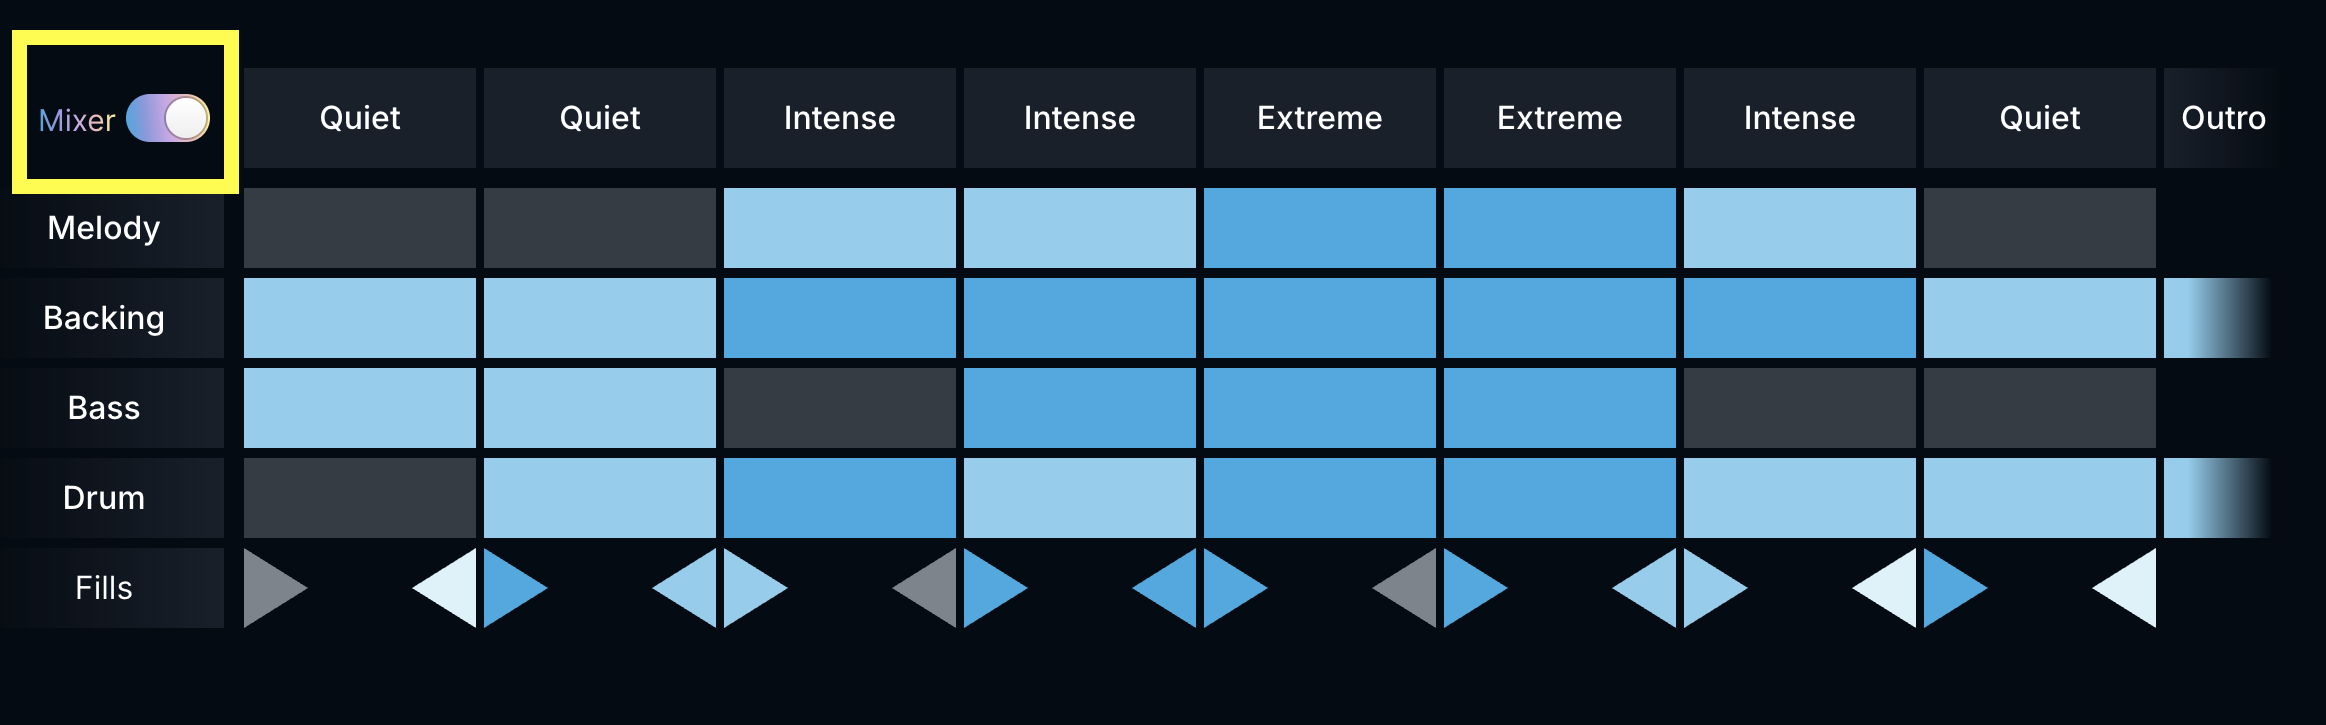 Mixer Quiet Quiet Intense Intense Extreme Extreme Intense Quiet Outro
Melody
Backing
Bass
Drum
Fills